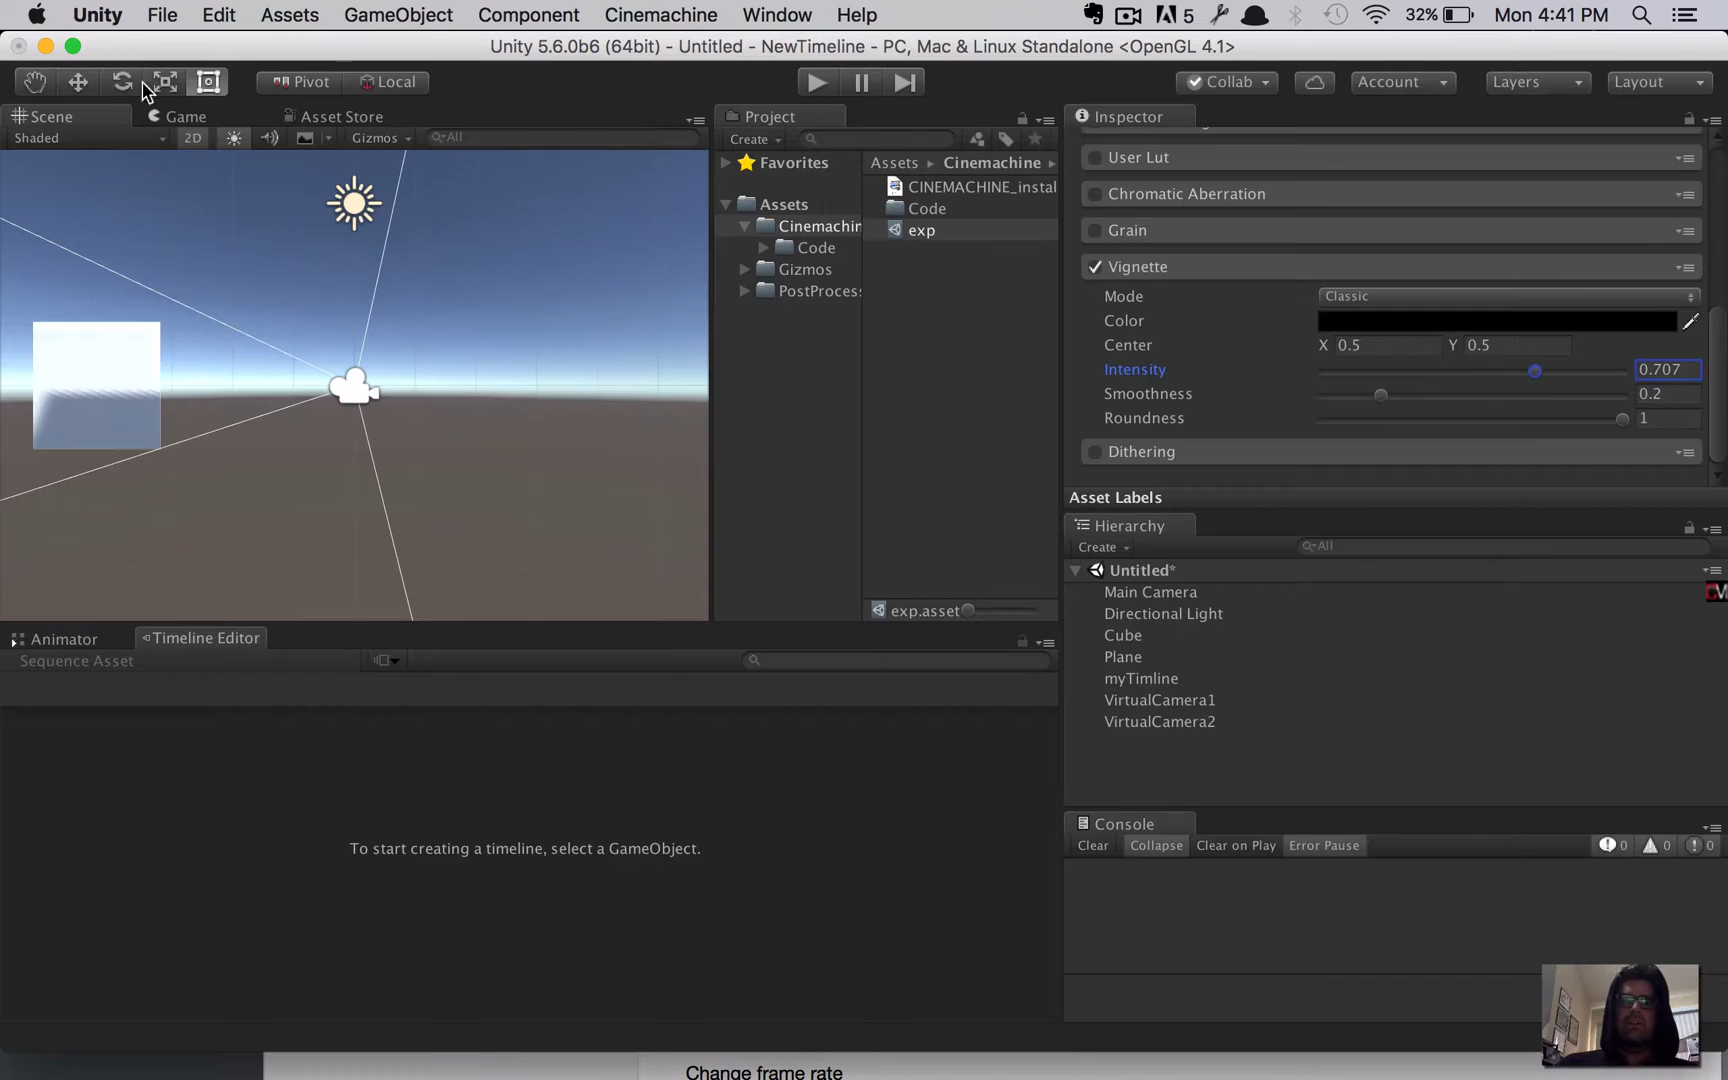 Unity File Edit Assets GameObject Component Cinemachine Window Help 5 32% Mon 4:41 PM
Unity 5.6.0b6 (64bit) - Untitled - NewTimeline - PC, Mac & Linux Standalone <OpenGL 4.1>
Pivot Local Collab Account Layers Layout
Scene Game Asset Store
Shaded 2D Gizmos All
Project
Create
Favorites
Assets
Cinemachin
Code
Gizmos
PostProces
Assets Cinemachine
CINEMACHINE_instal
Code
exp
exp.asset
Inspector
User Lut
Chromatic Aberration
Grain
Vignette
Mode Classic
Color
Center X 0.5 Y 0.5
Intensity 0.707
Smoothness 0.2
Roundness 1
Dithering
Asset Labels
Hierarchy
Create All
Untitled*
Main Camera
Directional Light
Cube
Plane
myTimline
VirtualCamera1
VirtualCamera2
Animator Timeline Editor
Sequence Asset
To start creating a timeline, select a GameObject.
Console
Clear Collapse Clear on Play Error Pause 0 0 0
Change frame rate